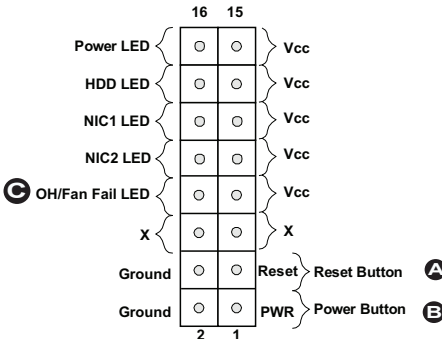 16 15
Power LED Vcc
HDD LED Vcc
NIC1 LED Vcc
NIC2 LED Vcc
C OH/Fan Fail LED Vcc
X X
Ground Reset Reset Button A
Ground PWR Power Button B
2 1